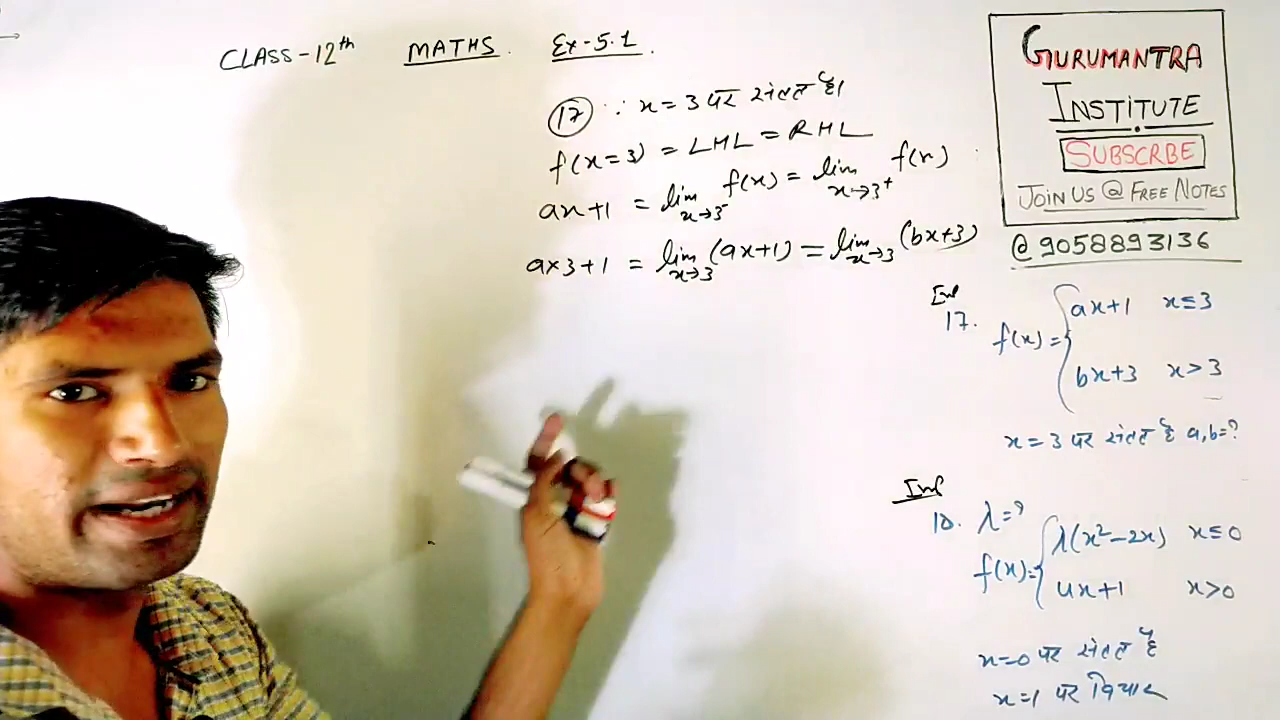 CLASS-12th MATHS. Ex-5.1.
17 ∵ x = 3 पर संतत है।
f(x=3) = LHL = RHL
ax+1 = lim x→3⁻ f(x) = lim x→3⁺ f(x)
a×3+1 = lim x→3 (ax+1) = lim x→3 (bx+3)
GURUMANTRA
INSTITUTE
SUBSCRBE
JOIN US @ FREE NOTES
@9058893136
Imp
17. f(x) = { ax+1 x≤3
bx+3 x>3
x=3 पर संतत है a,b=?
Imp
18. λ=?
f(x)= { λ(x²-2x) x≤0
4x+1 x>0
x=0 पर संतत है
x=1 पर विचार